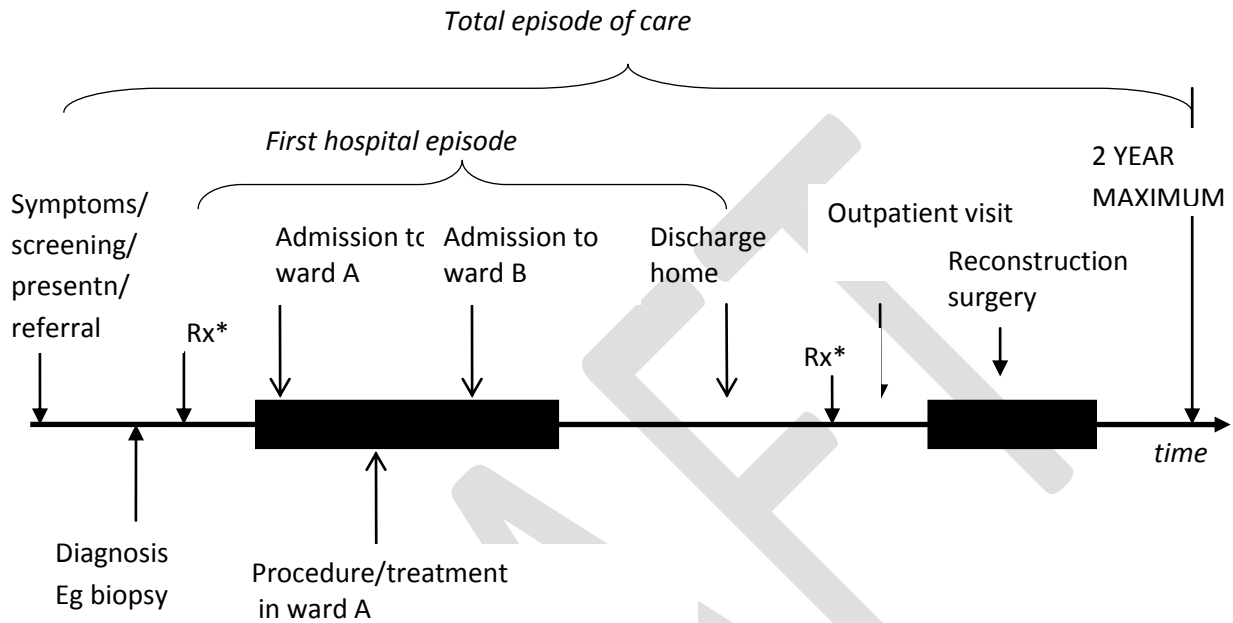 Total episode of care
First hospital episode
2 YEAR
MAXIMUM
Symptoms/
screening/
presentn/
referral
Admission to
ward A
Admission to
ward B
Discharge
home
Outpatient visit
Reconstruction
surgery
Rx*
Rx*
time
Diagnosis
Eg biopsy
Procedure/treatment
in ward A